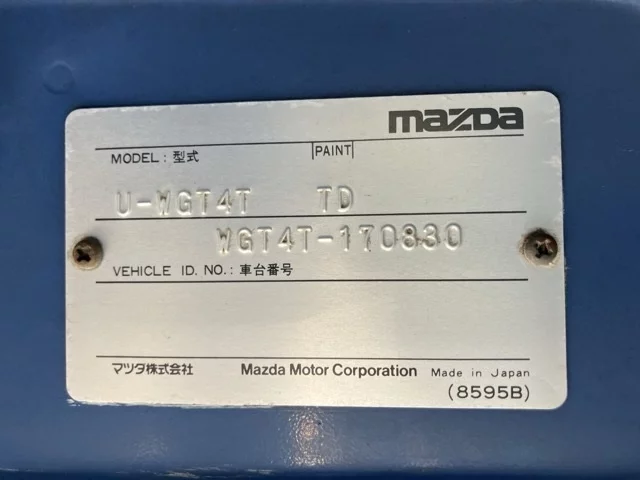 mazda
MODEL : 型式 PAINT
U-WGT4T TD
WGT4T-170830
VEHICLE ID. NO. : 車台番号
マツダ株式会社 Mazda Motor Corporation Made in Japan
(8595B)